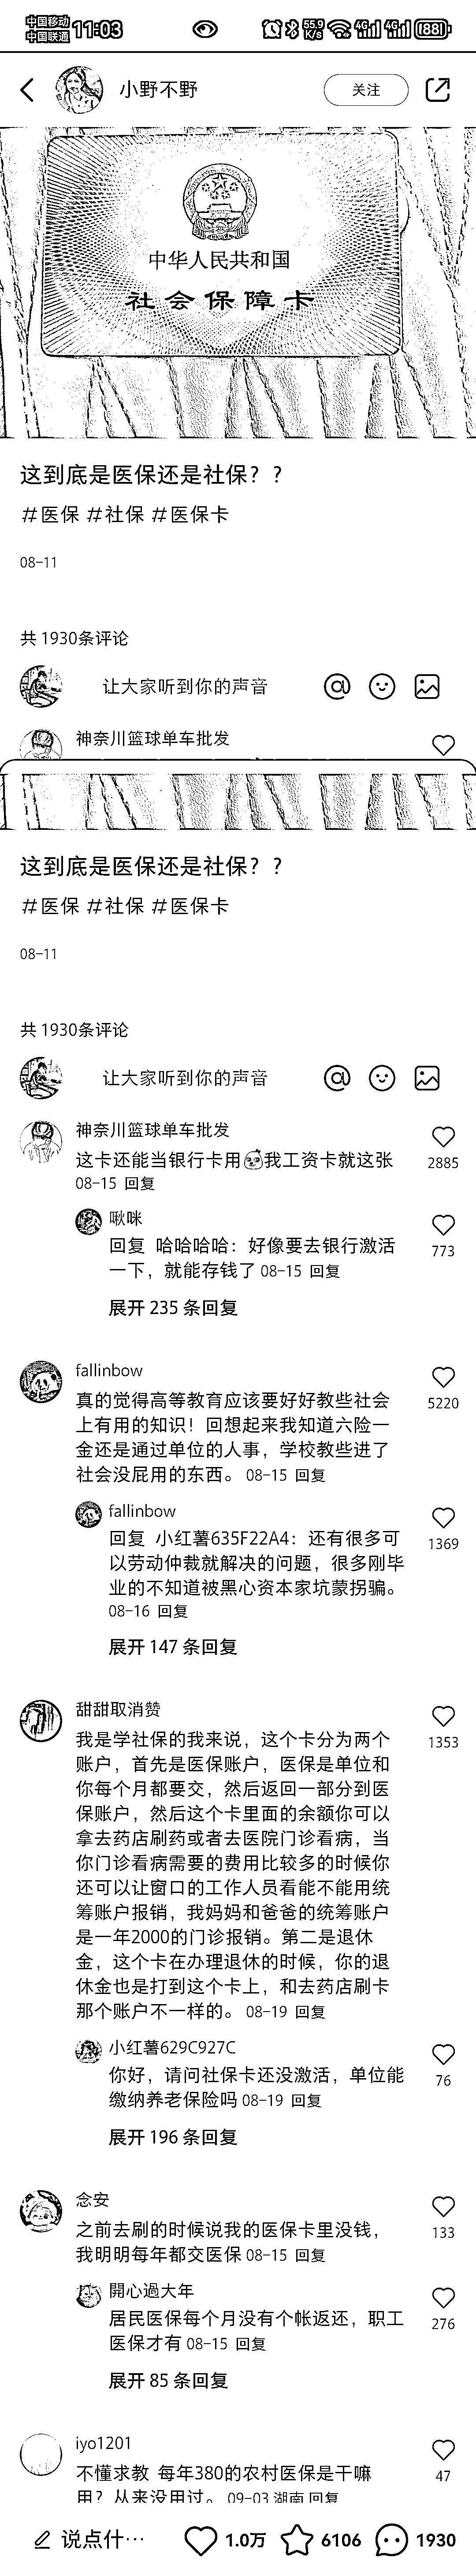 中国移动
中国联通
11:03
55.9
K/s
4G
4G
88
小野不野
关注
中华人民共和国
社会保障卡
这到底是医保还是社保？？
#医保 #社保 #医保卡
08-11
共 1930条评论
让大家听到你的声音
神奈川篮球单车批发
这到底是医保还是社保？？
#医保 #社保 #医保卡
08-11
共 1930条评论
让大家听到你的声音
神奈川篮球单车批发
这卡还能当银行卡用我工资卡就这张
08-15 回复
2885
啾咪
回复 哈哈哈哈：好像要去银行激活
一下，就能存钱了 08-15 回复
773
展开 235 条回复
fallinbow
真的觉得高等教育应该要好好教些社会
上有用的知识！回想起来我知道六险一
金还是通过单位的人事，学校教些进了
社会没屁用的东西。 08-15 回复
5220
fallinbow
回复 小红薯635F22A4：还有很多可
以劳动仲裁就解决的问题，很多刚毕
业的不知道被黑心资本家坑蒙拐骗。
08-16 回复
1369
展开 147 条回复
甜甜取消赞
我是学社保的我来说，这个卡分为两个
账户，首先是医保账户，医保是单位和
你每个月都要交，然后返回一部分到医
保账户，然后这个卡里面的余额你可以
拿去药店刷药或者去医院门诊看病，当
你门诊看病需要的费用比较多的时候你
还可以让窗口的工作人员看能不能用统
筹账户报销，我妈妈和爸爸的统筹账户
是一年2000的门诊报销。第二是退休
金，这个卡在办理退休的时候，你的退
休金也是打到这个卡上，和去药店刷卡
那个账户不一样的。 08-19 回复
1353
小红薯629C927C
你好，请问社保卡还没激活，单位能
缴纳养老保险吗 08-19 回复
76
展开 196 条回复
念安
之前去刷的时候说我的医保卡里没钱，
我明明每年都交医保 08-15 回复
133
開心過大年
居民医保每个月没有个帐返还，职工
医保才有 08-15 回复
276
展开 85 条回复
iyo1201
不懂求教 每年380的农村医保是干嘛
用？从来没用过。 09-03 湖南 回复
47
说点什…
1.0万
6106
1930